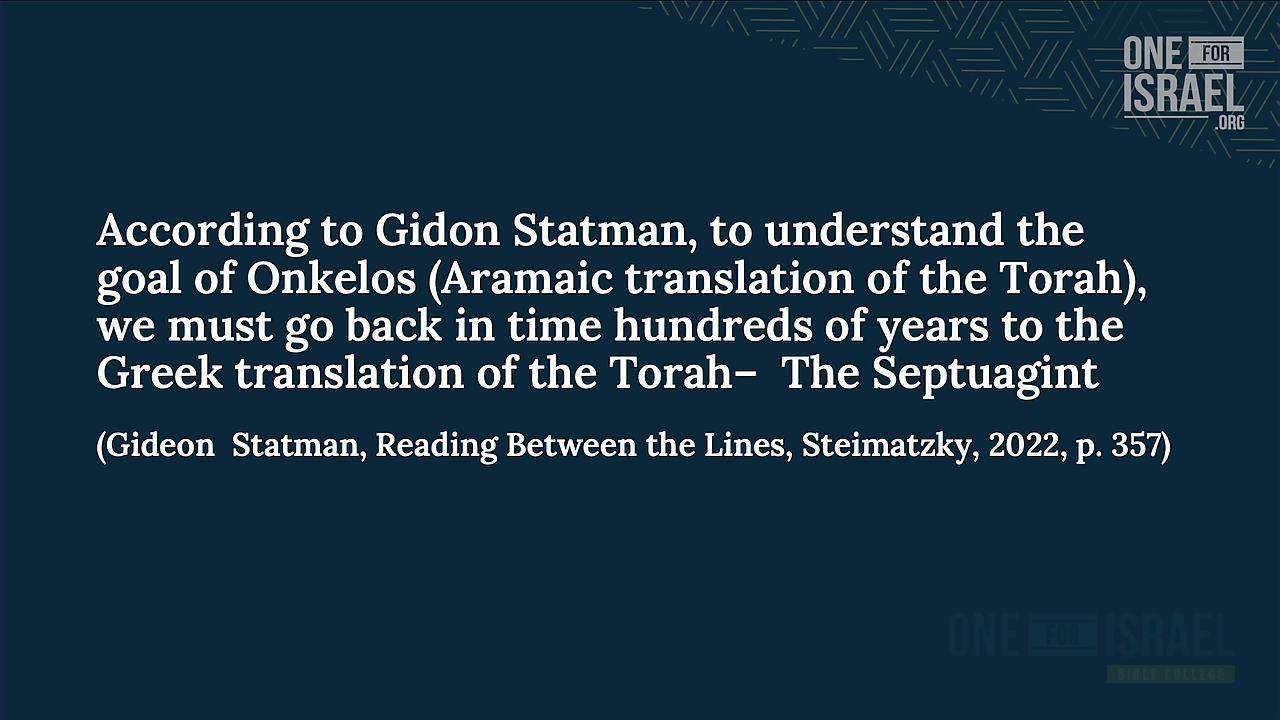 ONE FOR
ISRAEL
.ORG
According to Gidon Statman, to understand the
goal of Onkelos (Aramaic translation of the Torah),
we must go back in time hundreds of years to the
Greek translation of the Torah–  The Septuagint
(Gideon  Statman, Reading Between the Lines, Steimatzky, 2022, p. 357)
ONE FOR ISRAEL
BIBLE COLLEGE